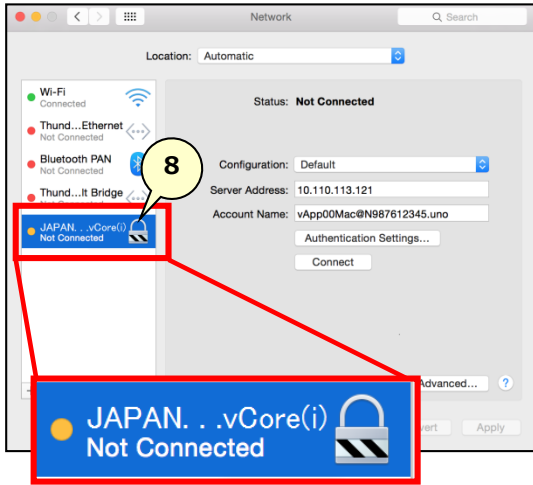 Network
Search
Location: Automatic
Wi-Fi
Connected
Thund...Ethernet
Not Connected
Bluetooth PAN
Not Connected
Thund...lt Bridge
Not Connected
JAPAN. . .vCore(i)
Not Connected
8
Status: Not Connected
Configuration: Default
Server Address: 10.110.113.121
Account Name: vApp00Mac@N987612345.uno
Authentication Settings...
Connect
Advanced... ?
Apply
JAPAN. . .vCore(i)
Not Connected